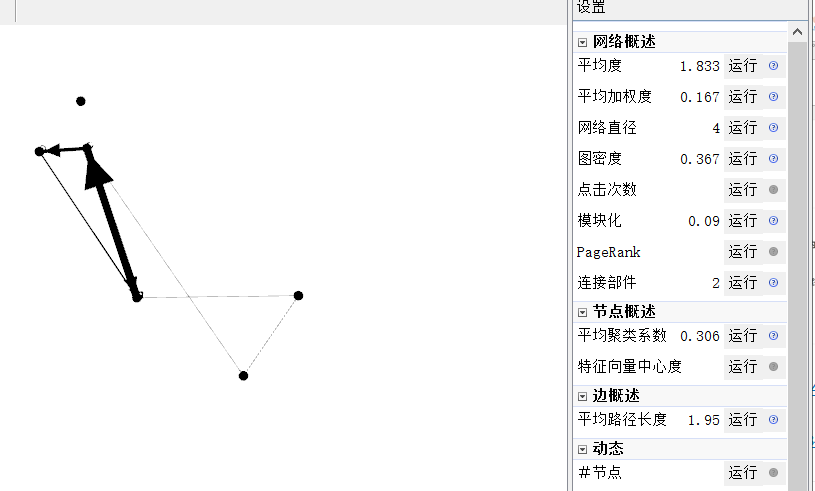 设置
网络概述
平均度 1.833 运行
平均加权度 0.167 运行
网络直径 4 运行
图密度 0.367 运行
点击次数 运行
模块化 0.09 运行
PageRank 运行
连接部件 2 运行
节点概述
平均聚类系数 0.306 运行
特征向量中心度 运行
边概述
平均路径长度 1.95 运行
动态
#节点 运行